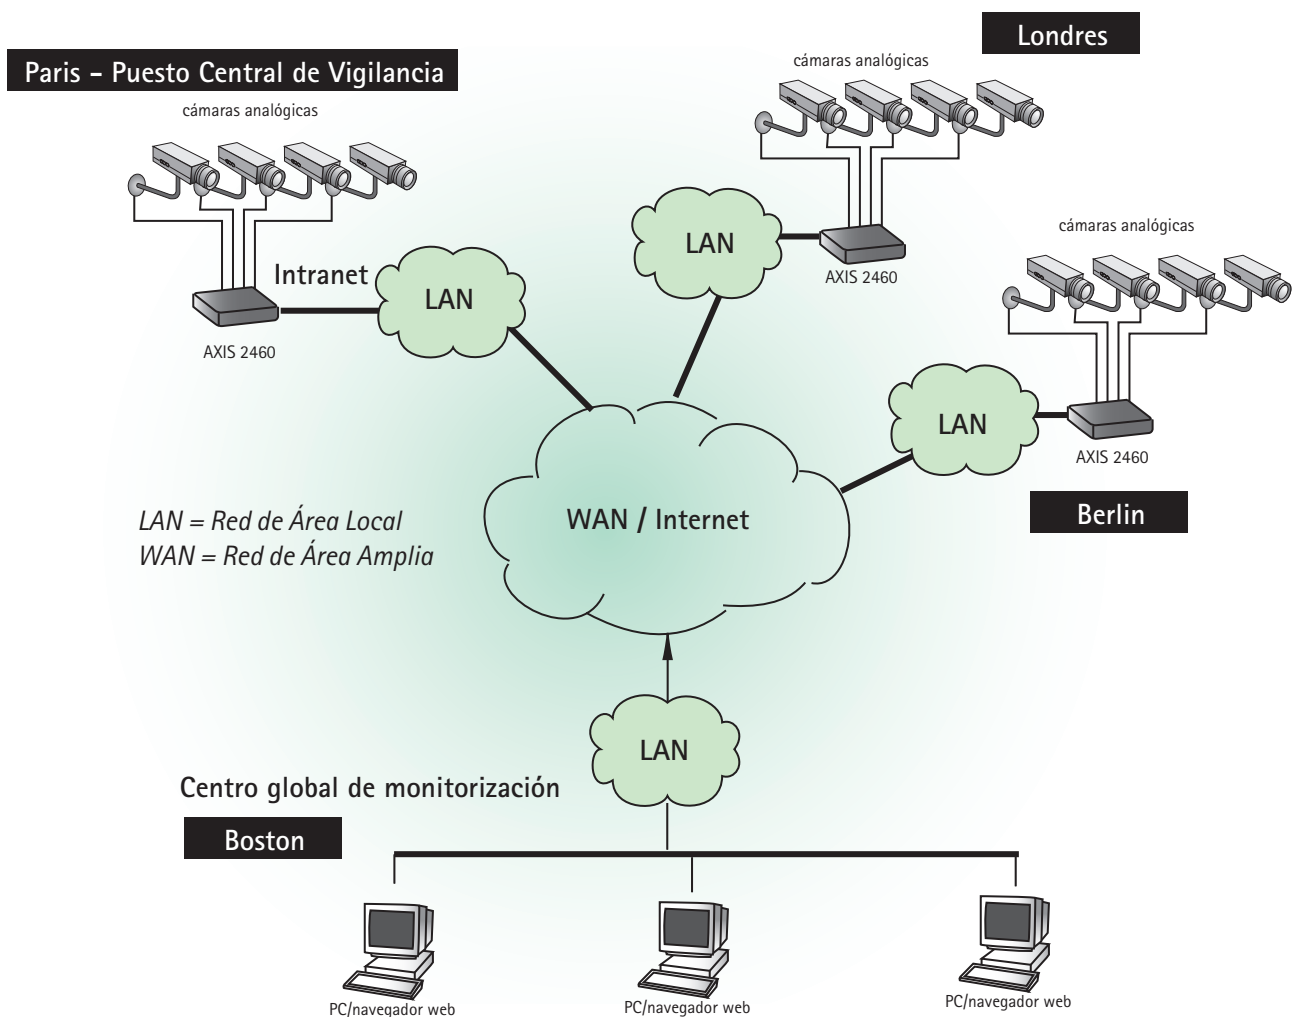 Londres
Paris - Puesto Central de Vigilancia
cámaras analógicas
cámaras analógicas
cámaras analógicas
LAN
Intranet
LAN
AXIS 2460
AXIS 2460
LAN
AXIS 2460
Berlin
WAN / Internet
LAN = Red de Área Local
WAN = Red de Área Amplia
LAN
Centro global de monitorización
Boston
PC/navegador web
PC/navegador web
PC/navegador web